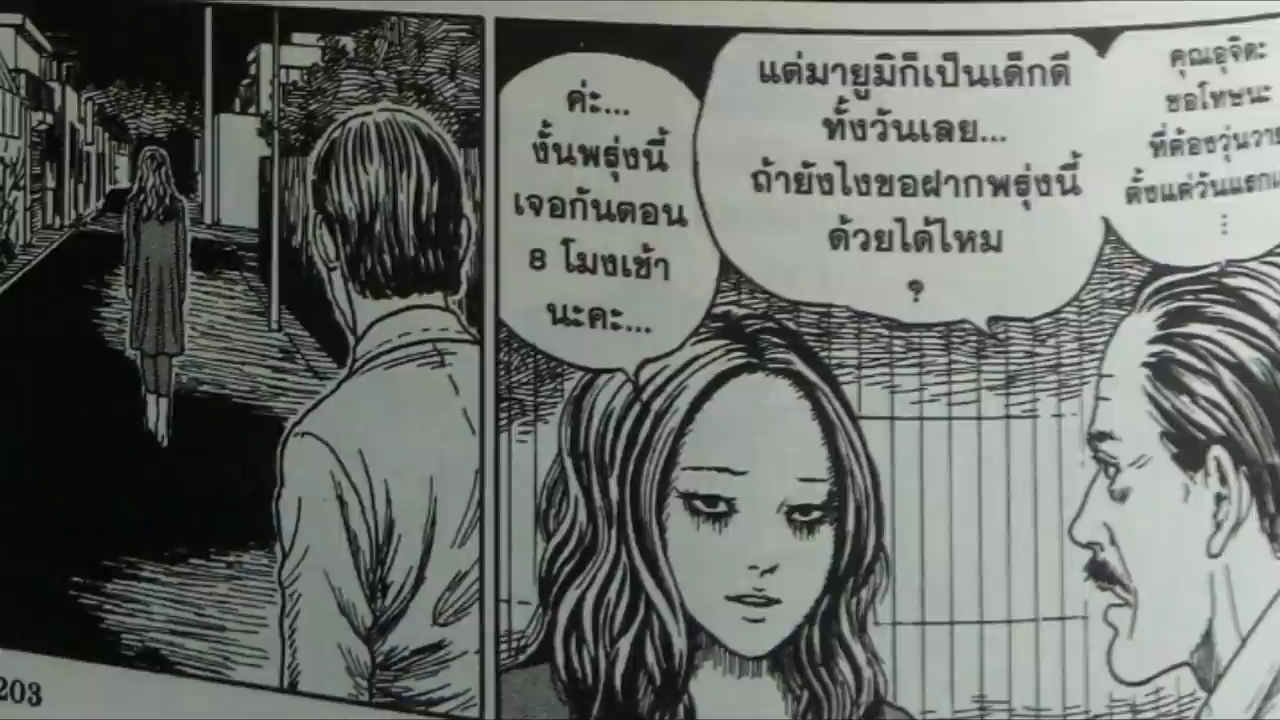 คุณอุจิตะ
ขอโทษนะ
ที่ต้องวุ่นวาย
ตั้งแต่วันแรก
แต่มายูมิก็เป็นเด็กดี
ทั้งวันเลย...
ถ้ายังไงขอฝากพรุ่งนี้
ด้วยได้ไหม
?
ค่ะ...
งั้นพรุ่งนี้
เจอกันตอน
8 โมงเช้า
นะคะ...
203